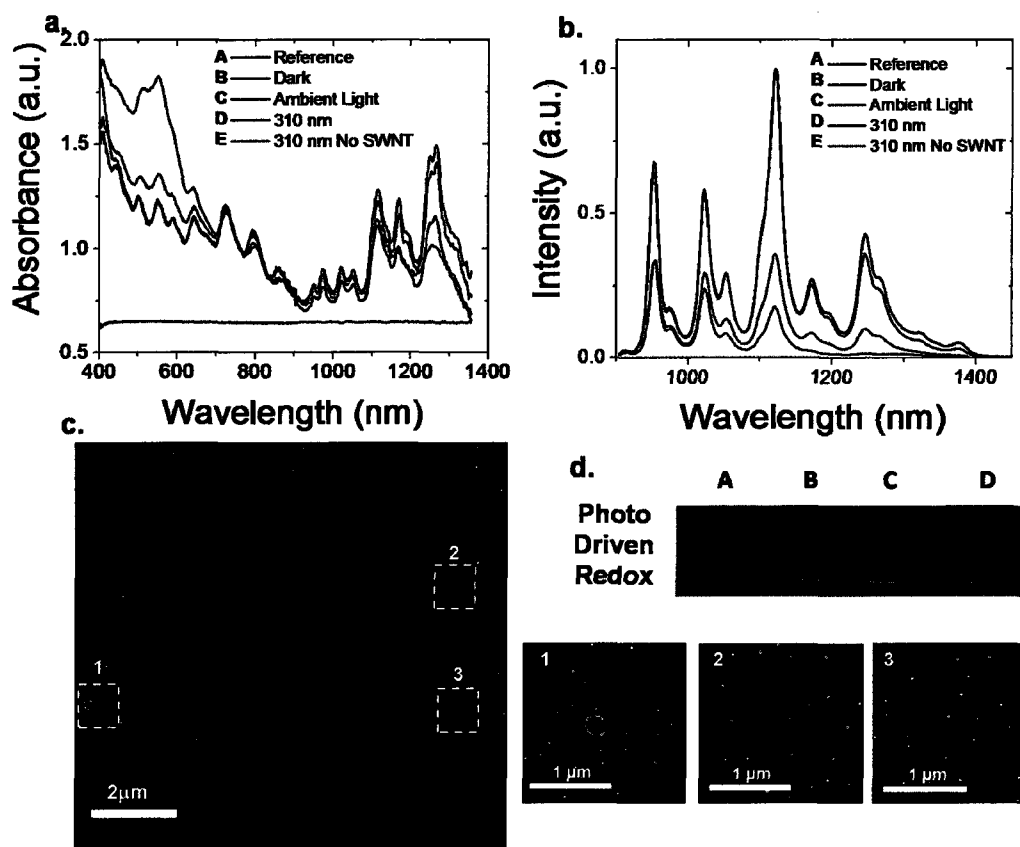 a.
A Reference
B Dark
C Ambient Light
D 310 nm
E 310 nm No SWNT
2.0
1.5
1.0
0.5
Absorbance (a.u.)
400 600 800 1000 1200 1400
Wavelength (nm)
b.
A Reference
B Dark
C Ambient Light
D 310 nm
E 310 nm No SWNT
1.0
0.5
0.0
Intensity (a.u.)
1000 1200 1400
Wavelength (nm)
c.
1
2
3
2µm
d.
A B C D
Photo
Driven
Redox
1
1 µm
2
1 µm
3
1 µm